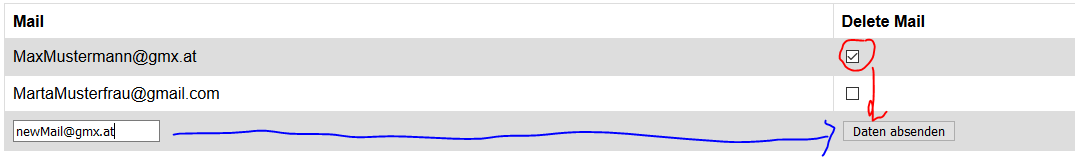 Mail Delete Mail
MaxMustermann@gmx.at
MartaMusterfrau@gmail.com
newMail@gmx.at Daten absenden